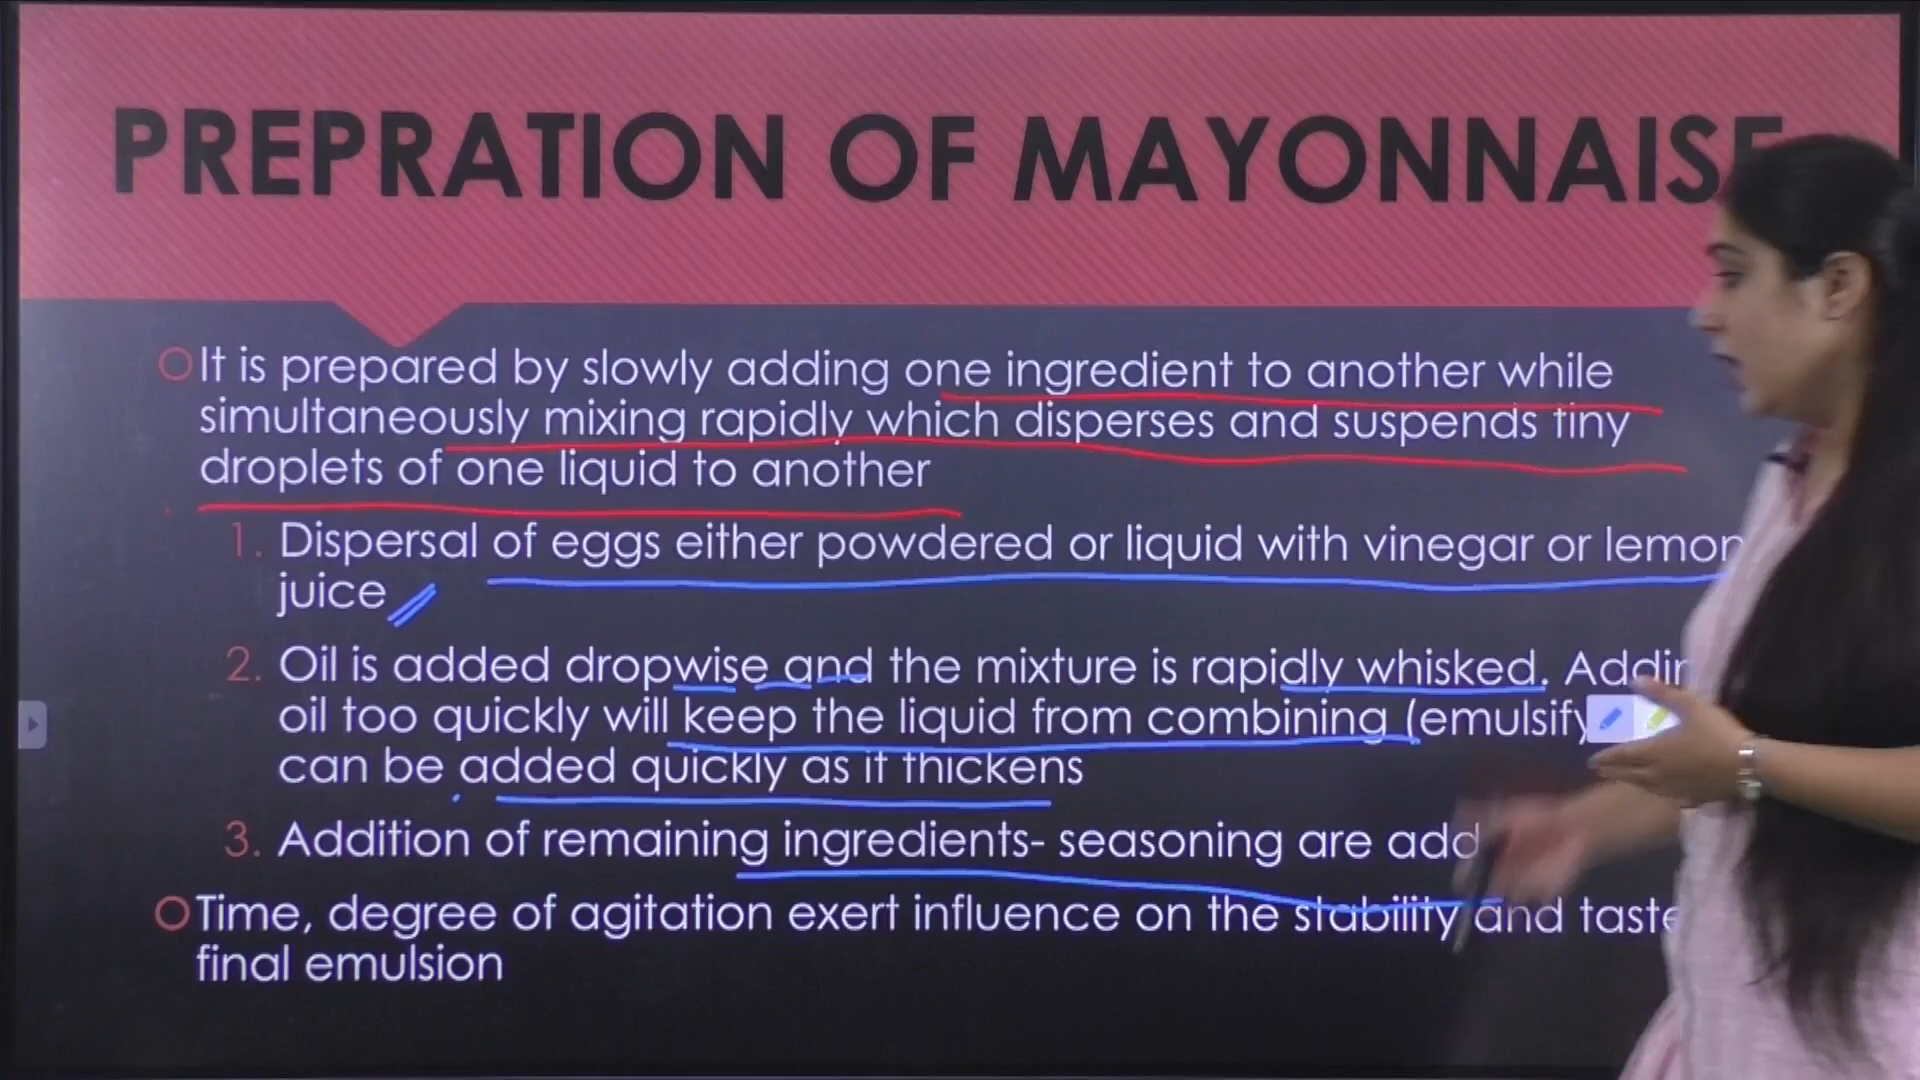 PREPRATION OF MAYONNAISE
It is prepared by slowly adding one ingredient to another while
simultaneously mixing rapidly which disperses and suspends tiny
droplets of one liquid to another
1. Dispersal of eggs either powdered or liquid with vinegar or lemon
juice
2. Oil is added dropwise and the mixture is rapidly whisked.
oil too quickly will keep the liquid from combining (emulsify
can be added quickly as it thickens
3. Addition of remaining ingredients- seasoning are
Time, degree of agitation exert influence on the stability and taste
final emulsion